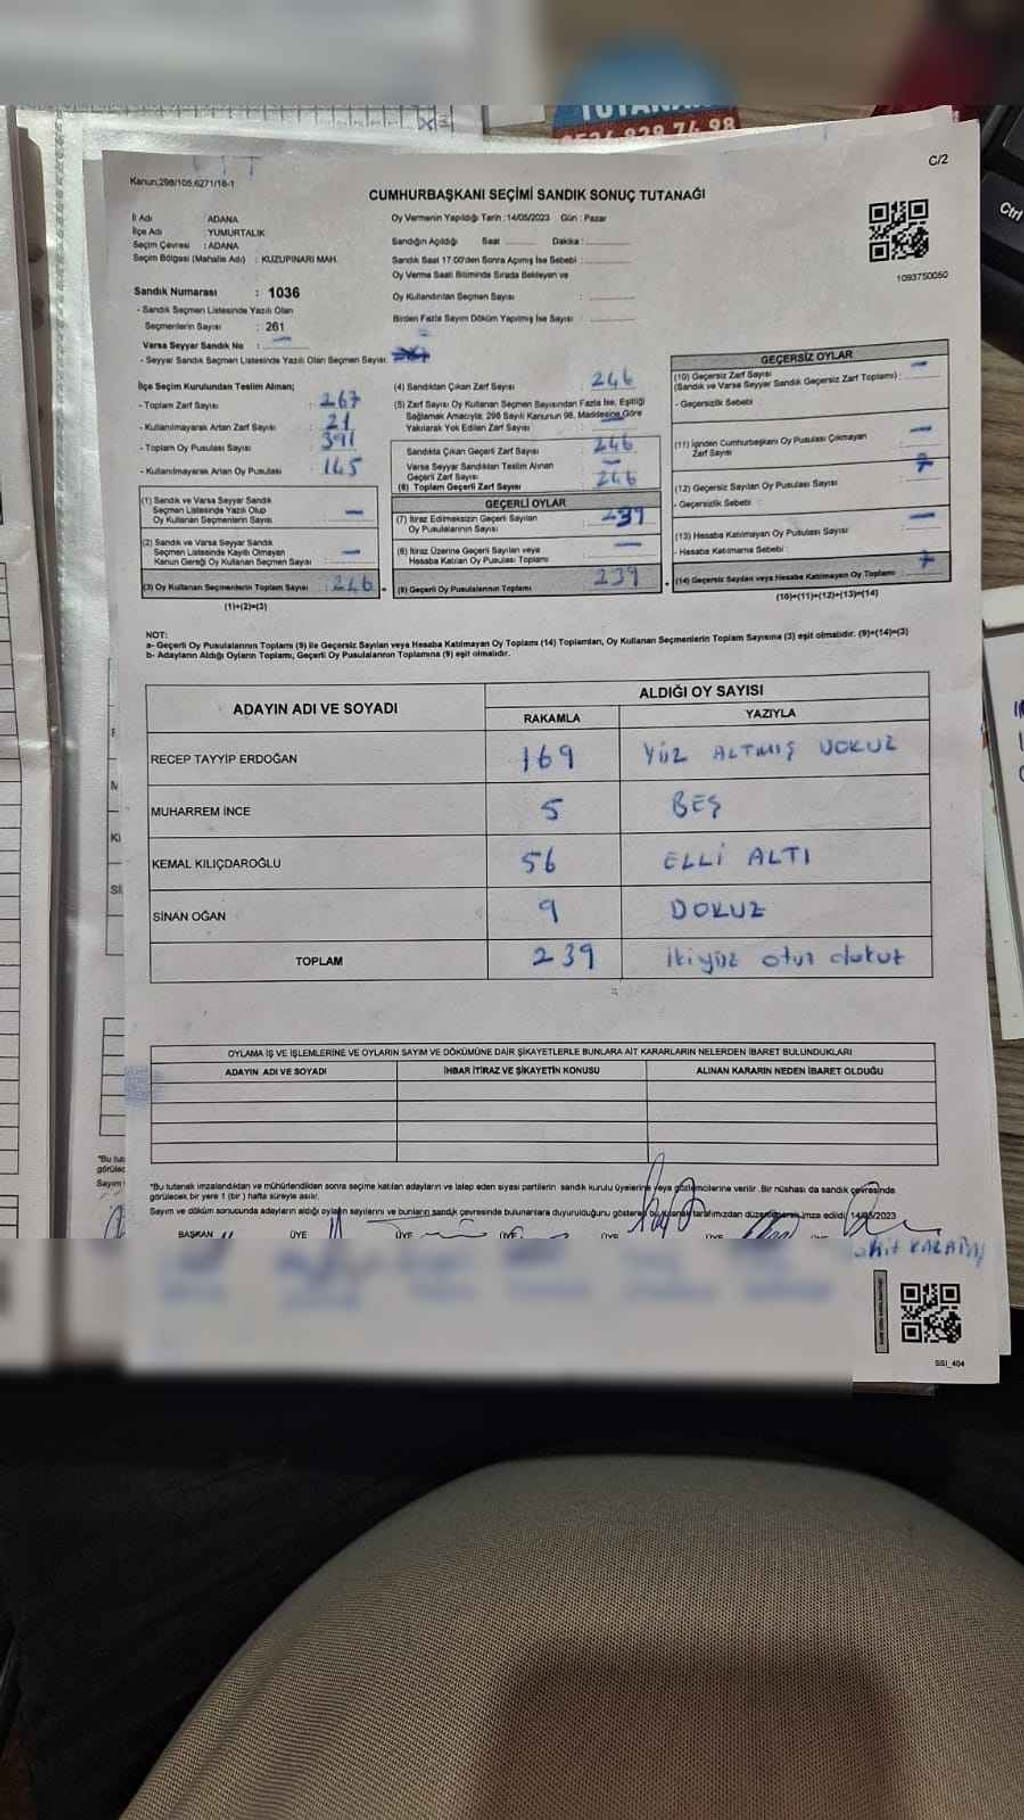 TUTANAK
0534 828 74 98
C/2
Ctrl
Kanun:298/105,6271/18-1
CUMHURBAŞKANI SEÇİMİ SANDIK SONUÇ TUTANAĞI
İl Adı ADANA
İlçe Adı YUMURTALIK
Seçim Çevresi : ADANA
Seçim Bölgesi (Mahalle Adı) : KUZUPINARI MAH.
Sandık Numarası : 1036
- Sandık Seçmen Listesinde Yazılı Olan
Seçmenlerin Sayısı : 261
Varsa Seyyar Sandık No : —
- Seyyar Sandık Seçmen Listesinde Yazılı Olan Seçmen Sayısı:
Oy Vermenin Yapıldığı Tarih : 14/05/2023 Gün : Pazar
Sandığın Açıldığı Saat ........ Dakika : ........
Sandık Saat 17.00'den Sonra Açılmış İse Sebebi : ........
Oy Verme Saati Bitiminde Sırada Bekleyen ve
Oy Kullandırılan Seçmen Sayısı : ........
Birden Fazla Sayım Döküm Yapılmış İse Sayısı : ........
1093750050
İlçe Seçim Kurulundan Teslim Alınan;
- Toplam Zarf Sayısı : 267
- Kullanılmayarak Artan Zarf Sayısı : 21
- Toplam Oy Pusulası Sayısı : 391
- Kullanılmayarak Artan Oy Pusulası : 145
(1) Sandık ve Varsa Seyyar Sandık
Seçmen Listesinde Yazılı Olup
Oy Kullanan Seçmenlerin Sayısı —
(2) Sandık ve Varsa Seyyar Sandık
Seçmen Listesinde Kayıtlı Olmayan
Kanun Gereği Oy Kullanan Seçmen Sayısı —
(3) Oy Kullanan Seçmenlerin Toplam Sayısı : 246
(1)+(2)=(3)
(4) Sandıktan Çıkan Zarf Sayısı : 246
(5) Zarf Sayısı Oy Kullanan Seçmen Sayısından Fazla İse, Eşitliği
Sağlamak Amacıyla, 298 Sayılı Kanunun 98. Maddesine Göre
Yakılarak Yok Edilen Zarf Sayısı : —
Sandıkta Çıkan Geçerli Zarf Sayısı : 246
Varsa Seyyar Sandıktan Teslim Alınan
Geçerli Zarf Sayısı —
(6) Toplam Geçerli Zarf Sayısı : 246
GEÇERLİ OYLAR
(7) İtiraz Edilmeksizin Geçerli Sayılan
Oy Pusulalarının Sayısı : 239
(8) İtiraz Üzerine Geçerli Sayılan veya
Hesaba Katılan Oy Pusulası Toplamı —
(9) Geçerli Oy Pusulalarının Toplamı : 239
GEÇERSİZ OYLAR
(10) Geçersiz Zarf Sayısı
(Sandık ve Varsa Seyyar Sandık Geçersiz Zarf Toplamı) : —
- Geçersizlik Sebebi
(11) İçinden Cumhurbaşkanı Oy Pusulası Çıkmayan
Zarf Sayısı —
(12) Geçersiz Sayılan Oy Pusulası Sayısı 7
- Geçersizlik Sebebi :
(13) Hesaba Katılmayan Oy Pusulası Sayısı —
- Hesaba Katılmama Sebebi :
(14) Geçersiz Sayılan veya Hesaba Katılmayan Oy Toplamı : 7
(10)+(11)+(12)+(13)=(14)
NOT:
a- Geçerli Oy Pusulalarının Toplamı (9) ile Geçersiz Sayılan veya Hesaba Katılmayan Oy Toplamı (14) Toplamları, Oy Kullanan Seçmenlerin Toplam Sayısına (3) eşit olmalıdır. (9)+(14)=(3)
b- Adayların Aldığı Oyların Toplamı, Geçerli Oy Pusulalarının Toplamına (9) eşit olmalıdır.
ADAYIN ADI VE SOYADI ALDIĞI OY SAYISI
RAKAMLA YAZIYLA
RECEP TAYYİP ERDOĞAN 169 YÜZ ALTMIŞ DOKUZ
MUHARREM İNCE 5 BEŞ
KEMAL KILIÇDAROĞLU 56 ELLİ ALTI
SİNAN OĞAN 9 DOKUZ
TOPLAM 239 ikiyüz otuz dokuz
OYLAMA İŞ VE İŞLEMLERİNE VE OYLARIN SAYIM VE DÖKÜMÜNE DAİR ŞİKAYETLERLE BUNLARA AİT KARARLARIN NELERDEN İBARET BULUNDUKLARI
ADAYIN ADI VE SOYADI İHBAR İTİRAZ VE ŞİKAYETİN KONUSU ALINAN KARARIN NEDEN İBARET OLDUĞU
*Bu tutanak imzalandıktan ve mühürlendikten sonra seçime katılan adayların ve talep eden siyasi partilerin sandık kurulu üyelerine veya gözlemcilerine verilir. Bir nüshası da sandık çevresinde
görülecek bir yere 1 (bir) hafta süreyle asılır.
Sayım ve döküm sonucunda adayların aldığı oyların sayılarını ve bunların sandık çevresinde bulunanlara duyurulduğunu gösteren bu tutanak tarafımızdan düzenlenerek imza edildi. 14/05/2023
BAŞKAN ÜYE ÜYE ÜYE ÜYE ÜYE
SSI_404